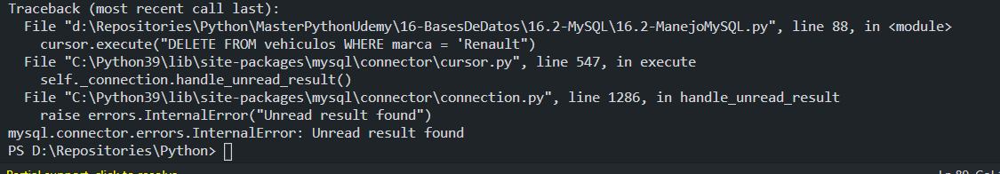 Traceback (most recent call last):
  File "d:\Repositories\Python\MasterPythonUdemy\16-BasesDeDatos\16.2-MySQL\16.2-ManejoMySQL.py", line 88, in <module>
    cursor.execute("DELETE FROM vehiculos WHERE marca = 'Renault")
  File "C:\Python39\lib\site-packages\mysql\connector\cursor.py", line 547, in execute
    self._connection.handle_unread_result()
  File "C:\Python39\lib\site-packages\mysql\connector\connection.py", line 1286, in handle_unread_result
    raise errors.InternalError("Unread result found")
mysql.connector.errors.InternalError: Unread result found
PS D:\Repositories\Python>